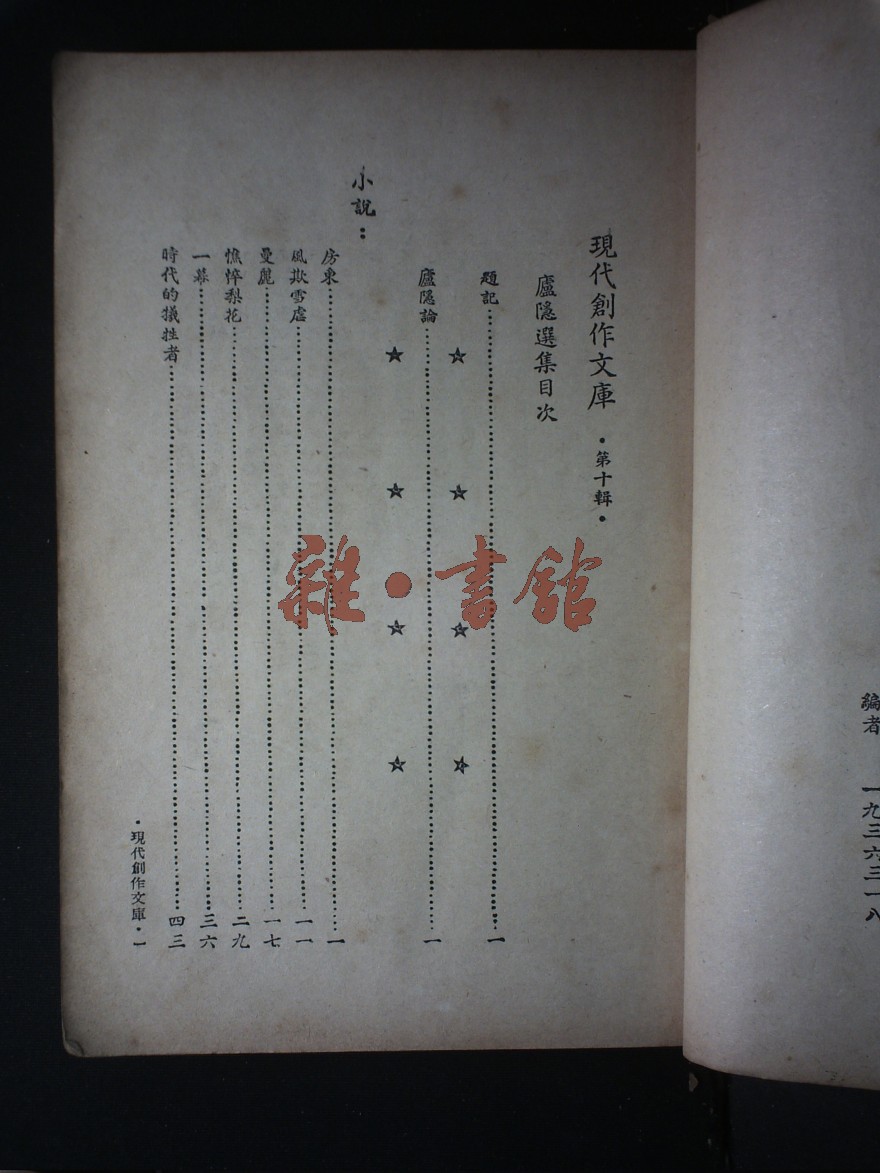 編者　一九三六三一八
現代創作文庫・第十輯・
廬隱選集目次
題記……一
廬隱論……一
小說：
房東……一
風欺雪虐……一一
曼麗……一七
憔悴梨花……二九
一幕……三六
時代的犧牲者……四三
・現代創作文庫・一
雜・書館